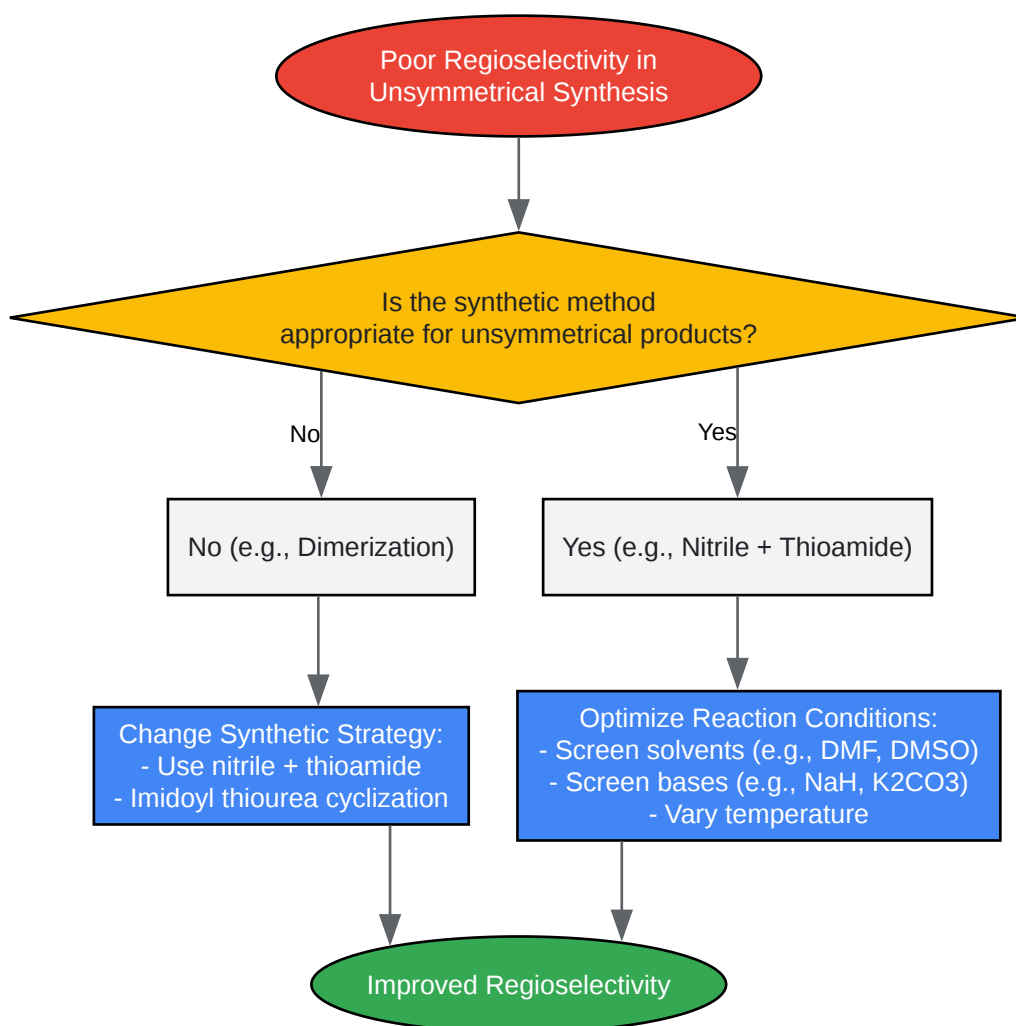 Poor Regioselectivity in
Unsymmetrical Synthesis
Is the synthetic method
appropriate for unsymmetrical products?
No
Yes
No (e.g., Dimerization)
Yes (e.g., Nitrile + Thioamide)
Change Synthetic Strategy:
- Use nitrile + thioamide
- Imidoyl thiourea cyclization
Optimize Reaction Conditions:
- Screen solvents (e.g., DMF, DMSO)
- Screen bases (e.g., NaH, K2CO3)
- Vary temperature
Improved Regioselectivity